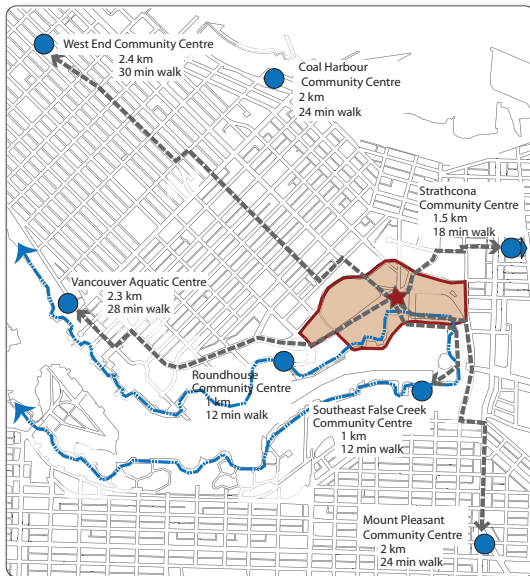 West End Community Centre
2.4 km
30 min walk
Coal Harbour
Community Centre
2 km
24 min walk
Strathcona
Community Centre
1.5 km
18 min walk
Vancouver Aquatic Centre
2.3 km
28 min walk
Roundhouse
Community Centre
km
12 min walk
Southeast False Creek
Community Centre
1 km
12 min walk
Mount Pleasant
Community Centre
2 km
24 min walk